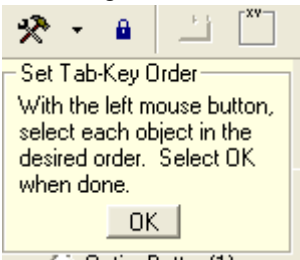 XY
Set Tab-Key Order
With the left mouse button,
select each object in the
desired order. Select OK
when done.
OK